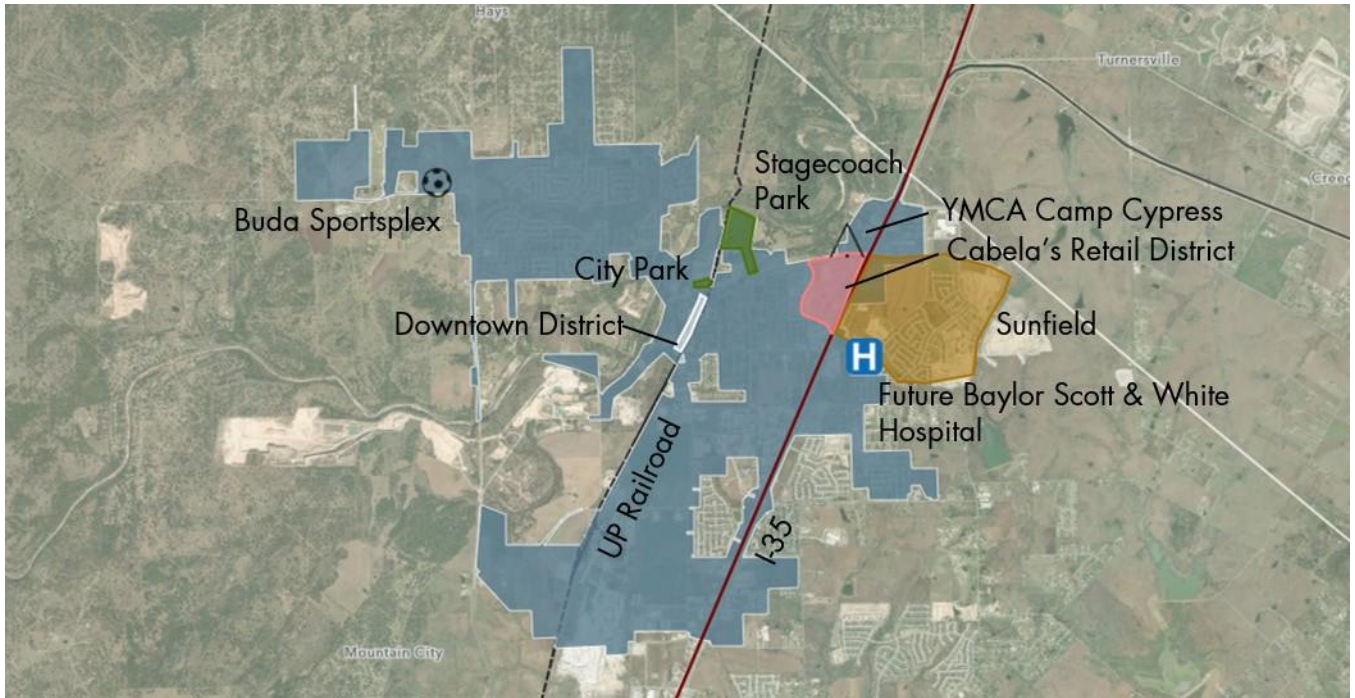 Hays
Turnersville
Stagecoach
Park
Creed
YMCA Camp Cypress
Buda Sportsplex
Cabela's Retail District
City Park
Downtown District
Sunfield
H
Future Baylor Scott & White
Hospital
UP Railroad
I-35
Mountain City